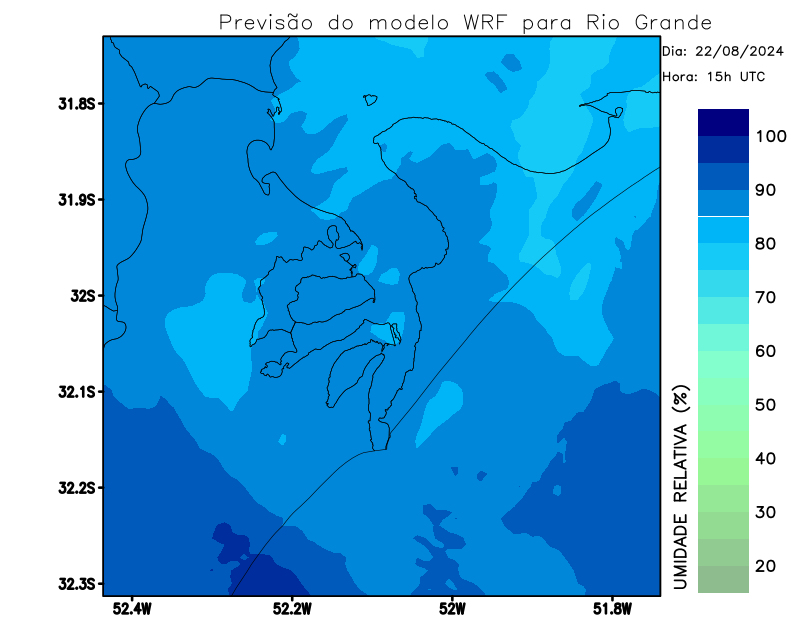 Previsão do modelo WRF para Rio Grande
Dia: 22/08/2024
Hora: 15h UTC
31.8S
31.9S
32S
32.1S
32.2S
32.3S
52.4W
52.2W
52W
51.8W
100
90
80
70
60
50
40
30
20
UMIDADE RELATIVA (%)